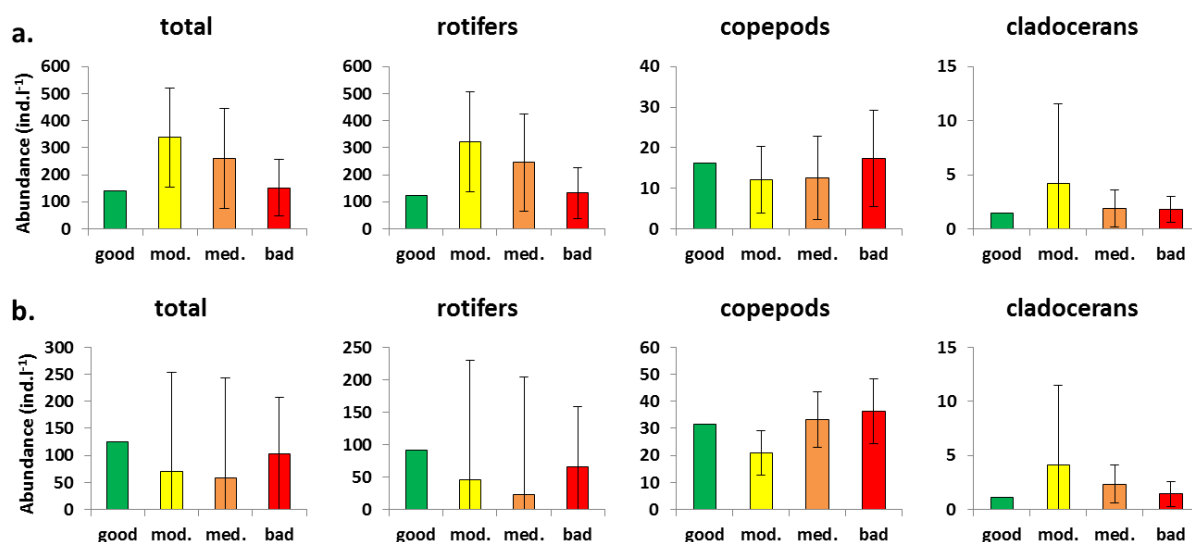 a.
total
rotifers
copepods
cladocerans
Abundance (ind.l⁻¹)
600
500
400
300
200
100
0
good mod. med. bad
600
500
400
300
200
100
0
good mod. med. bad
40
30
20
10
0
good mod. med. bad
15
10
5
0
good mod. med. bad
b.
total
rotifers
copepods
cladocerans
Abundance (ind.l⁻¹)
300
250
200
150
100
50
0
good mod. med. bad
250
200
150
100
50
0
good mod. med. bad
60
50
40
30
20
10
0
good mod. med. bad
15
10
5
0
good mod. med. bad